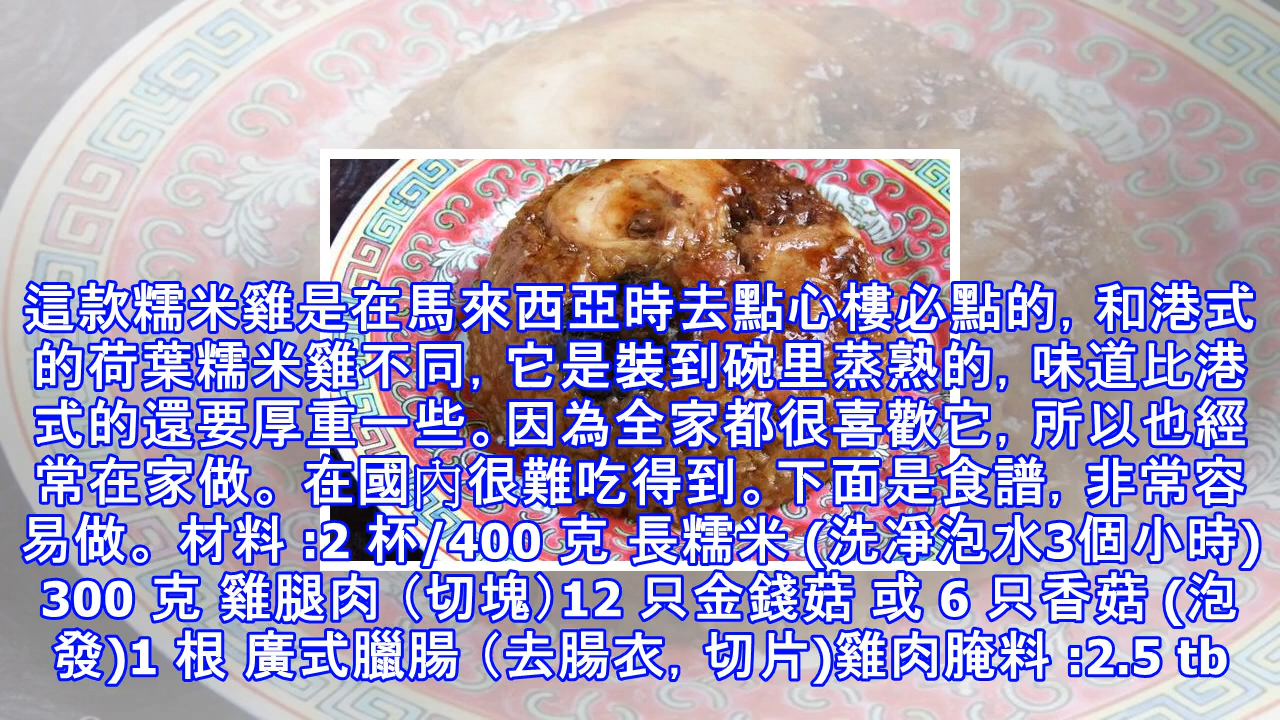 這款糯米雞是在馬來西亞時去點心樓必點的, 和港式
的荷葉糯米雞不同, 它是裝到碗里蒸熟的, 味道比港
式的還要厚重一些。因為全家都很喜歡它, 所以也經
常在家做。在國內很難吃得到。下面是食譜, 非常容
易做。材料 :2 杯/400 克 長糯米 (洗淨泡水3個小時)
300 克 雞腿肉（切塊）12 只金錢菇 或 6 只香菇 (泡
發)1 根 廣式臘腸（去腸衣, 切片)雞肉腌料 :2.5 tb